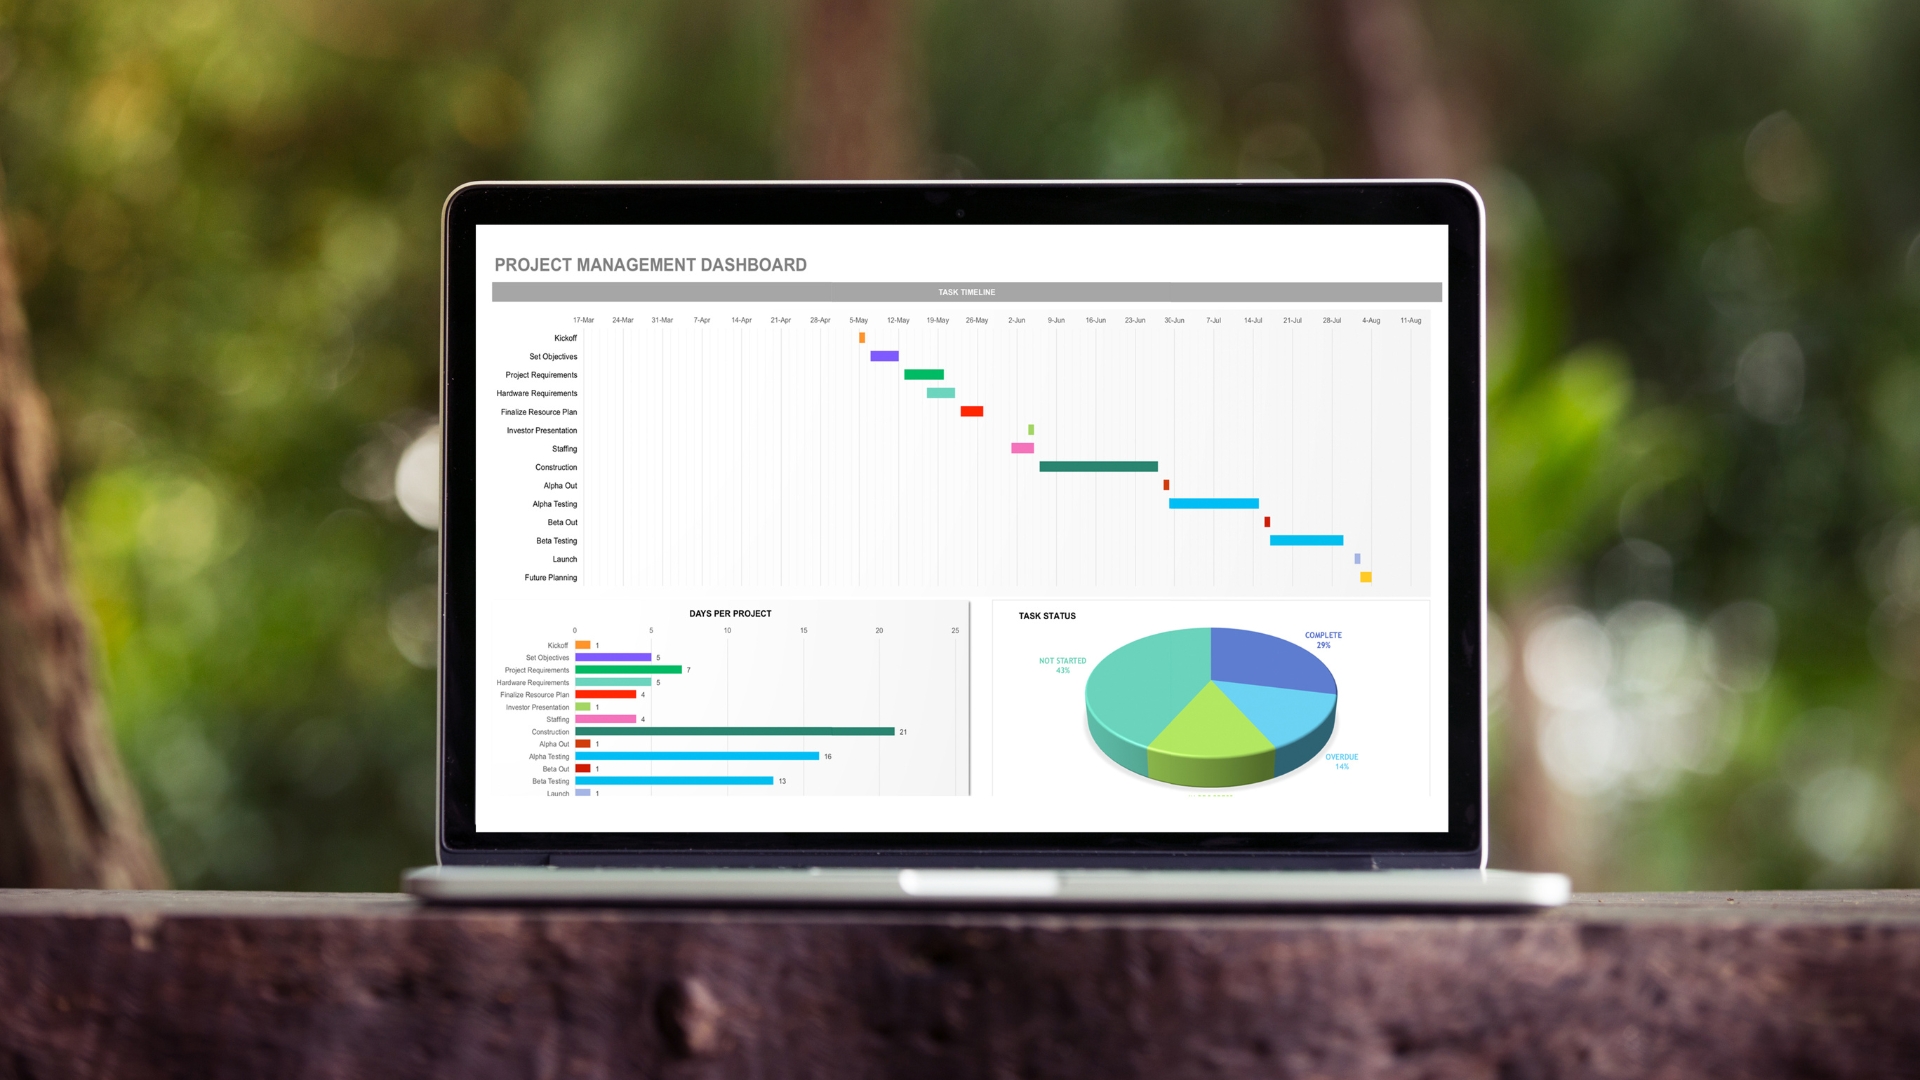 PROJECT MANAGEMENT DASHBOARD
TASK TIMELINE
17-Mar 24-Mar 31-Mar 7-Apr 14-Apr 21-Apr 28-Apr 5-May 12-May 19-May 26-May 2-Jun 9-Jun 16-Jun 23-Jun 30-Jun 7-Jul 14-Jul 21-Jul 28-Jul 4-Aug 11-Aug
Kickoff
Set Objectives
Project Requirements
Hardware Requirements
Finalize Resource Plan
Investor Presentation
Staffing
Construction
Alpha Out
Alpha Testing
Beta Out
Beta Testing
Launch
Future Planning
DAYS PER PROJECT
0 5 10 15 20 25
Kickoff 1
Set Objectives 5
Project Requirements 7
Hardware Requirements 5
Finalize Resource Plan 4
Investor Presentation 1
Staffing 4
Construction 21
Alpha Out 1
Alpha Testing 16
Beta Out 1
Beta Testing 13
Launch 1
TASK STATUS
COMPLETE
29%
NOT STARTED
43%
OVERDUE
14%